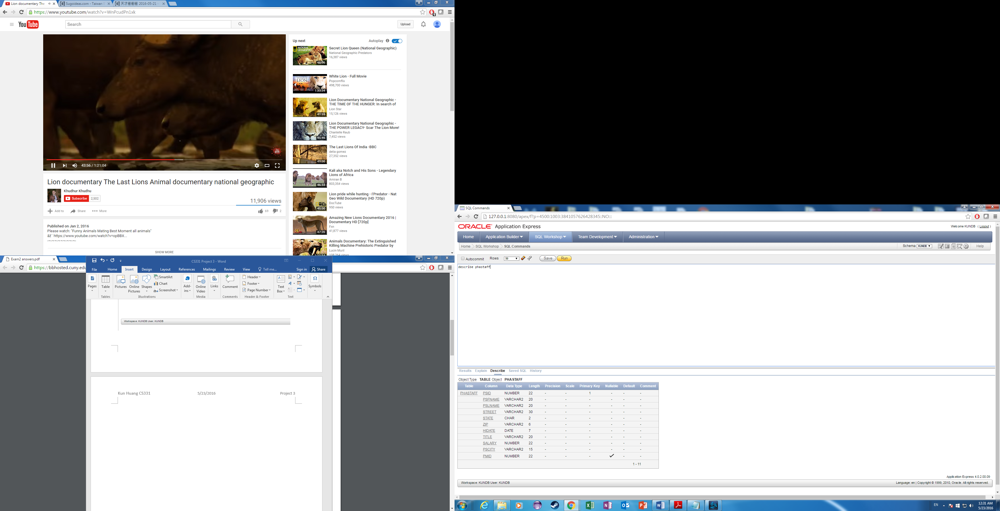 Lion documentary The
Sugoideas.com - Taiwan
天才衝衝衝 2016-05-21 -
https://www.youtube.com/watch?v=WnPcudPn1xk
YouTube
Search
Upload
43:56 / 1:21:04
Lion documentary The Last Lions Animal documentary national geographic
Khudhur Khudhu
Subscribe 2,502
11,906 views
Add to Share More 69 2
Published on Jan 2, 2016
Please watch: "Funny Animals Mating Best Moment all animals"
âž¨ https://www.youtube.com/watch?v=opBBX...
-~-~~-~~~-~~-~-
SHOW MORE
Up next Autoplay
NATIONAL GEOGRAPHIC
46:06
Secret Lion Queen (National Geographic)
National Geographic Predators
16,387 views
LION
1:33:34
White Lion - Full Movie
Popcornflix
498,700 views
41:55
Lion Documentary National Geographic -
THE TIME OF THE HUNGER: In search of
Lion Star
15,126 views
45:46
Lion Documentary National Geographic -
THE POWER LEGACY- Scar The Lion More!
Chantelle Raub
7,452 views
49:00
The Last Lions Of India -BBC
delia gomez
27,352 views
46:33
Kali aka Notch and His Sons - Legendary
Lions of Africa
Amiran B
803,354 views
WILD
45:00
Lion pride while hunting - I'Predator - Nat
Geo Wild Documentary (HD 720p)
DocTube
950 views
47:20
Amazing New Lions Documentary 2016 |
Documentary HD [720p]
Fxn
41,877 views
1:11:34
Animals Documentary: The Extinguished
Killing Machine Prehistoric Predator by
Lucin Muril
108,264 views
Exam2 answers.pdf
https://bbhosted.cuny.edu
CS331 Project 3 - Word
File Home Insert Design Layout References Mailings Review View Tell me... Sign in Share
Pages
Table
Pictures
Online Pictures
Shapes
SmartArt
Chart
Screenshot
Add-ins
Online Video
Links
Comment
Header
Footer
Page Number
Text Box
Symbols
Tables Illustrations Media Comments Header & Footer Text
Workspace: KUNDB User: KUNDB
Kun Huang CS331 5/23/2016 Project 3
SQL Commands
127.0.0.1:8080/apex/f?p=4500:1003:3841057626428345::NO:::
ORACLE Application Express
Welcome KUNDB ( Logout )
Home Application Builder SQL Workshop Team Development Administration
Home SQL Workshop SQL Commands
Schema KUNDB Help
Autocommit Rows 50 Save Run
describe phastaff
Results Explain Describe Saved SQL History
Object Type TABLE Object PHASTAFF
Table Column Data Type Length Precision Scale Primary Key Nullable Default Comment
PHASTAFF PSID NUMBER 22 - - 1 - - -
PSFNAME VARCHAR2 20 - - - - - -
PSLNAME VARCHAR2 20 - - - - - -
STREET VARCHAR2 30 - - - - - -
STATE CHAR 2 - - - - - -
ZIP VARCHAR2 6 - - - - - -
HIDATE DATE 7 - - - - - -
TITLE VARCHAR2 20 - - - - - -
SALARY NUMBER 22 - - - - - -
PSCITY VARCHAR2 15 - - - - - -
PMID NUMBER 22 - - - ✓ - -
1 - 11
Application Express 4.0.2.00.09
Workspace: KUNDB User: KUNDB
Language: en | Copyright © 1999, 2010, Oracle. All rights reserved.
EN
12:31 AM
5/23/2016